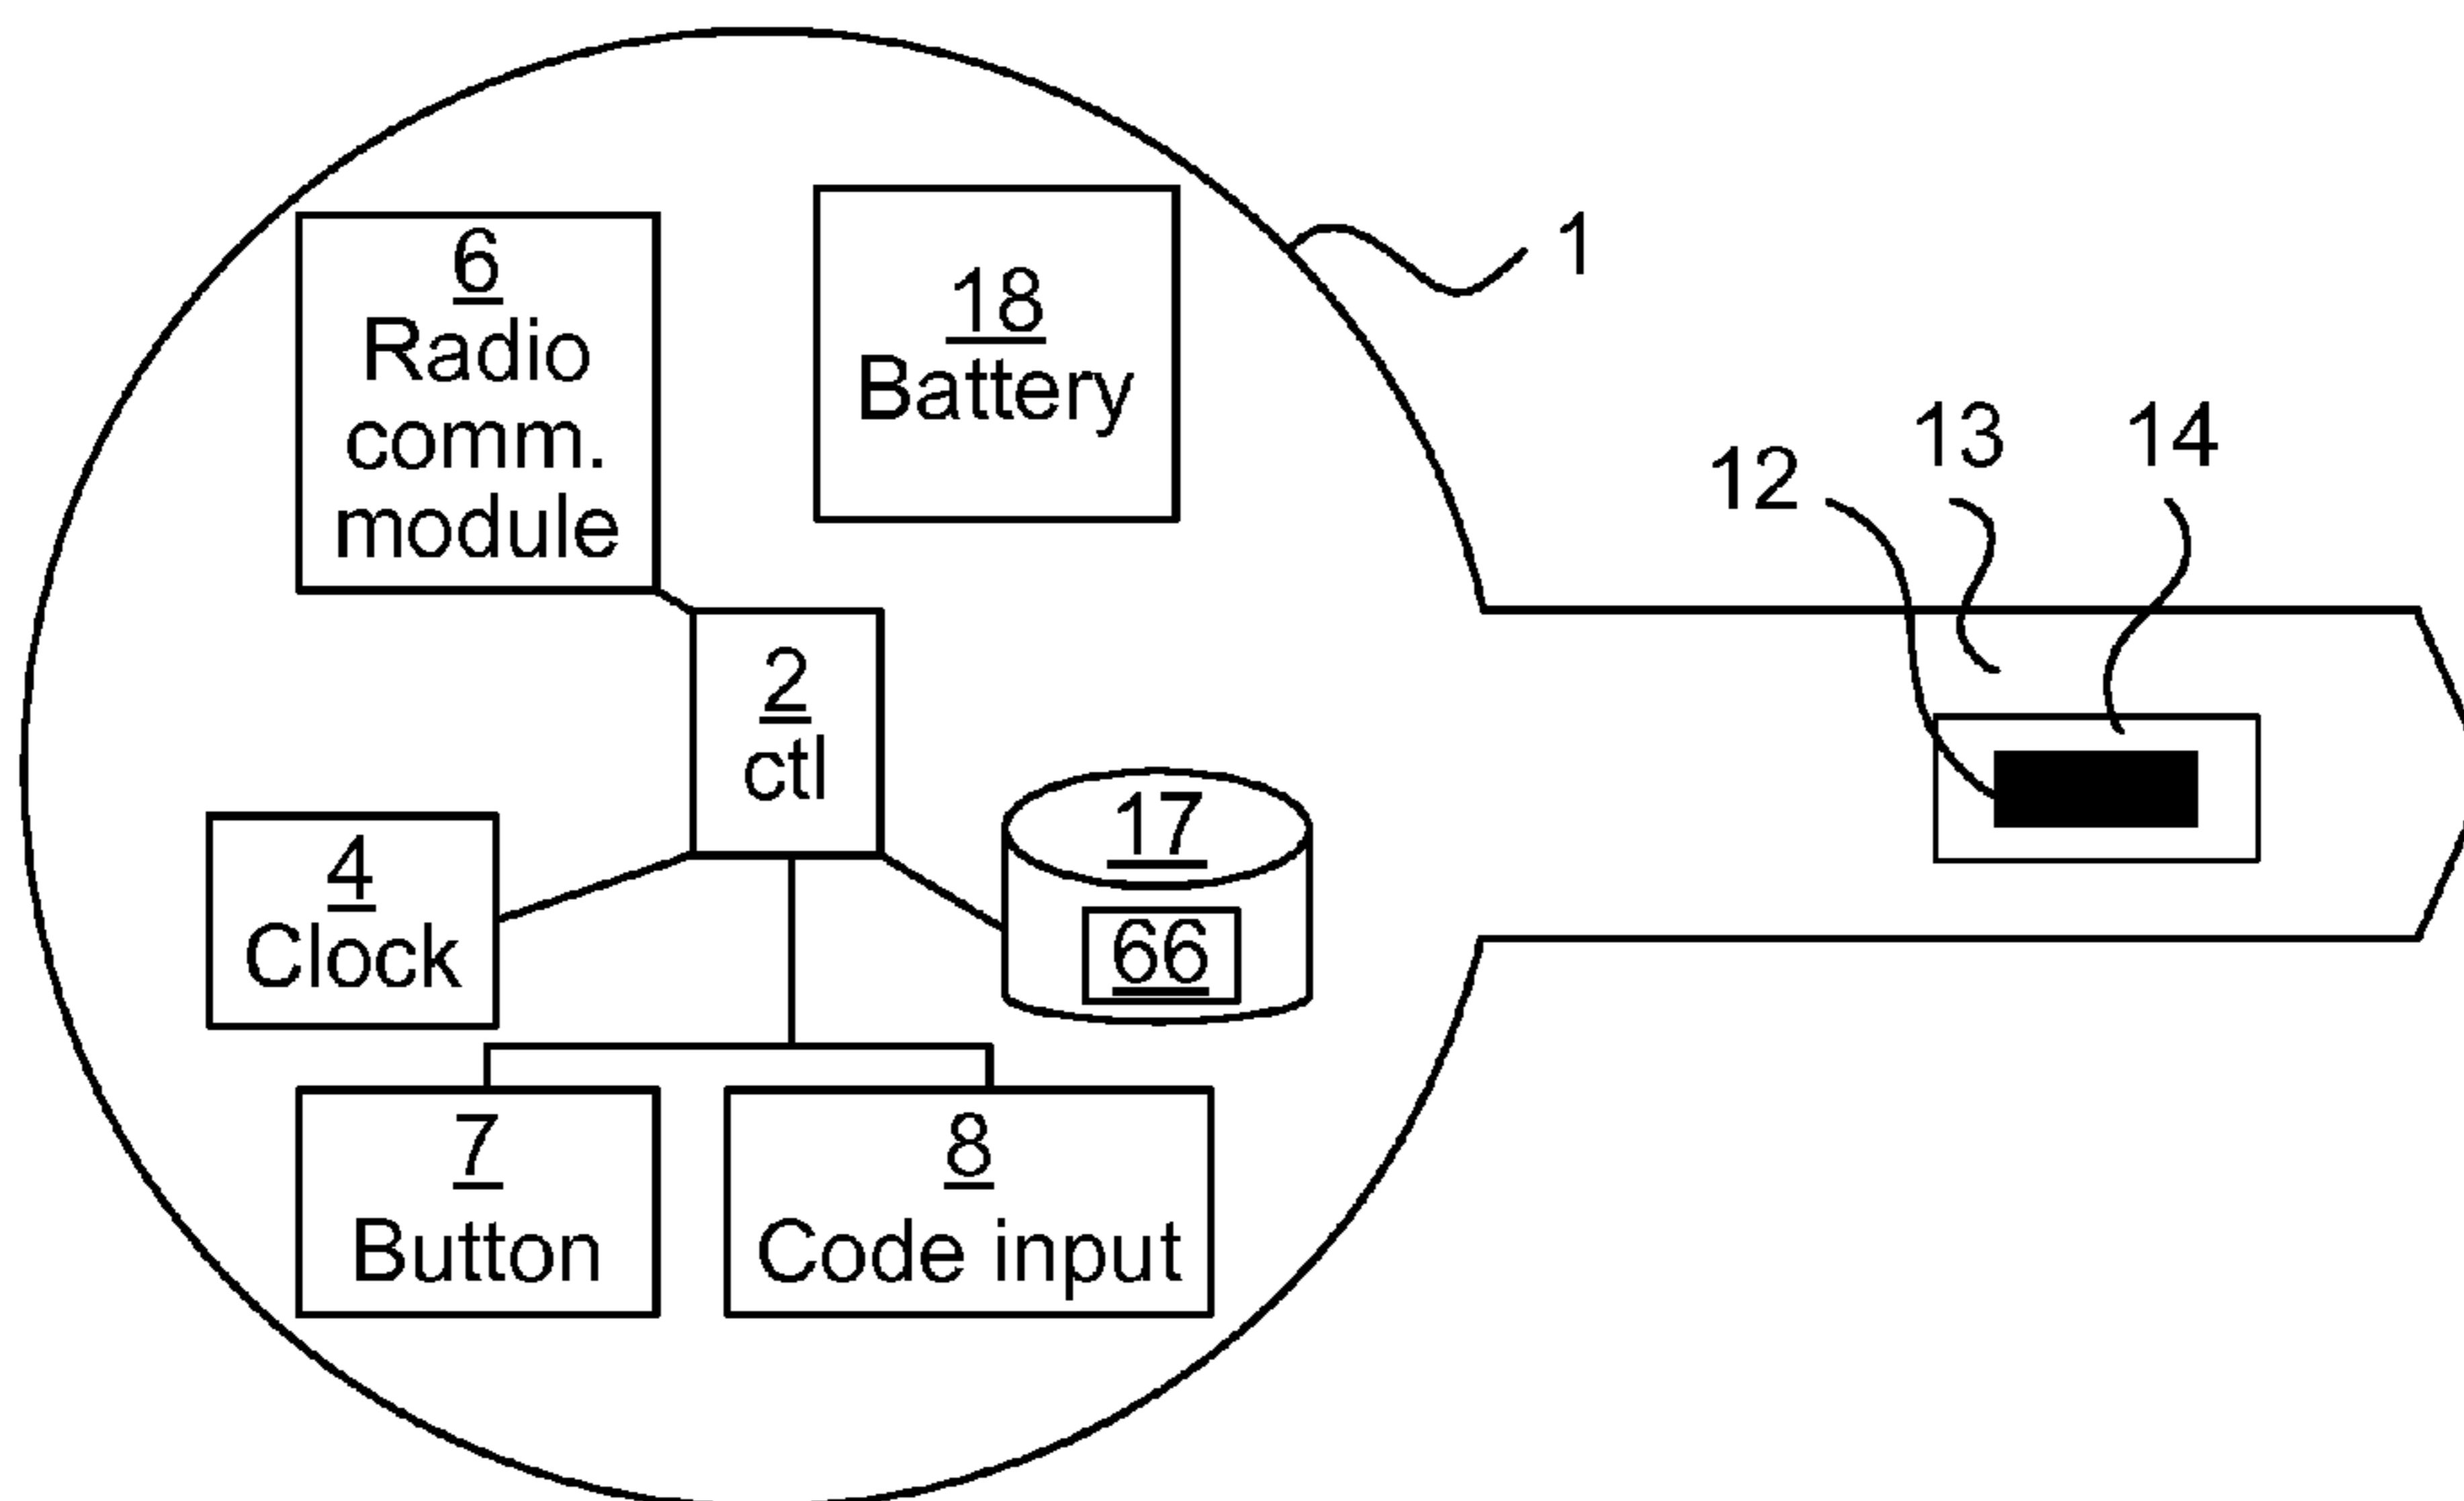 6
Radio
comm.
module
18
Battery
1
12
13
14
2
ctl
4
Clock
17
66
7
Button
8
Code input